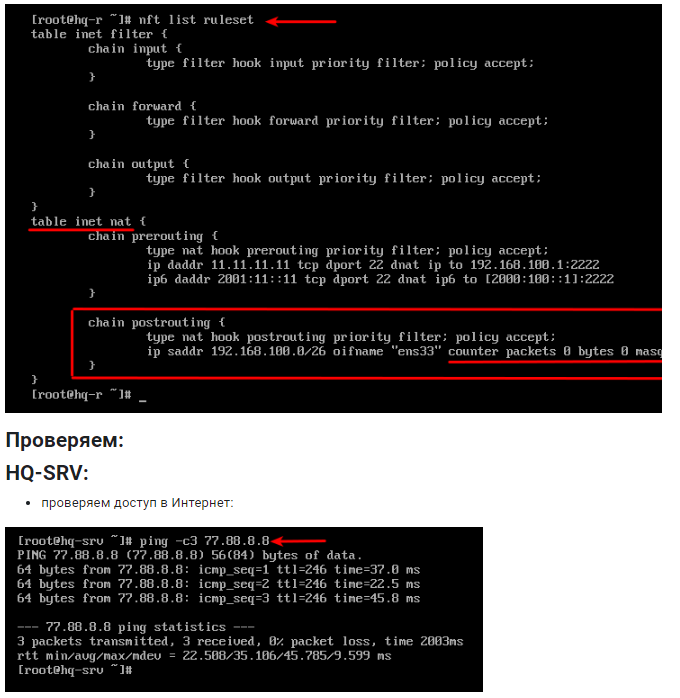 [root@hq-r ~]# nft list ruleset
table inet filter {
chain input {
type filter hook input priority filter; policy accept;
}
chain forward {
type filter hook forward priority filter; policy accept;
}
chain output {
type filter hook output priority filter; policy accept;
}
}
table inet nat {
chain prerouting {
type nat hook prerouting priority filter; policy accept;
ip daddr 11.11.11.11 tcp dport 22 dnat ip to 192.168.100.1:2222
ip6 daddr 2001:11::11 tcp dport 22 dnat ip6 to [2000:100::1]:2222
}
chain postrouting {
type nat hook postrouting priority filter; policy accept;
ip saddr 192.168.100.0/26 oifname "ens33" counter packets 0 bytes 0 masq
}
}
[root@hq-r ~]# _
Проверяем:
HQ-SRV:
• проверяем доступ в Интернет:
[root@hq-srv ~]# ping -c3 77.88.8.8
PING 77.88.8.8 (77.88.8.8) 56(84) bytes of data.
64 bytes from 77.88.8.8: icmp_seq=1 ttl=246 time=37.0 ms
64 bytes from 77.88.8.8: icmp_seq=2 ttl=246 time=22.5 ms
64 bytes from 77.88.8.8: icmp_seq=3 ttl=246 time=45.8 ms
--- 77.88.8.8 ping statistics ---
3 packets transmitted, 3 received, 0% packet loss, time 2003ms
rtt min/avg/max/mdev = 22.508/35.106/45.785/9.599 ms
[root@hq-srv ~]#